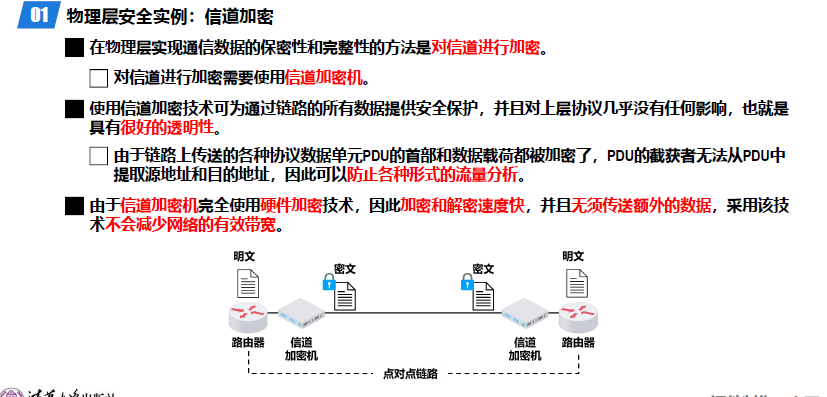 01 物理层安全实例：信道加密
在物理层实现通信数据的保密性和完整性的方法是对信道进行加密。
对信道进行加密需要使用信道加密机。
使用信道加密技术可为通过链路的所有数据提供安全保护，并且对上层协议几乎没有任何影响，也就是
具有很好的透明性。
由于链路上传送的各种协议数据单元PDU的首部和数据载荷都被加密了，PDU的截获者无法从PDU中
提取源地址和目的地址，因此可以防止各种形式的流量分析。
由于信道加密机完全使用硬件加密技术，因此加密和解密速度快，并且无须传送额外的数据，采用该技
术不会减少网络的有效带宽。
明文
密文
密文
明文
路由器
信道
加密机
信道
加密机
路由器
点对点链路